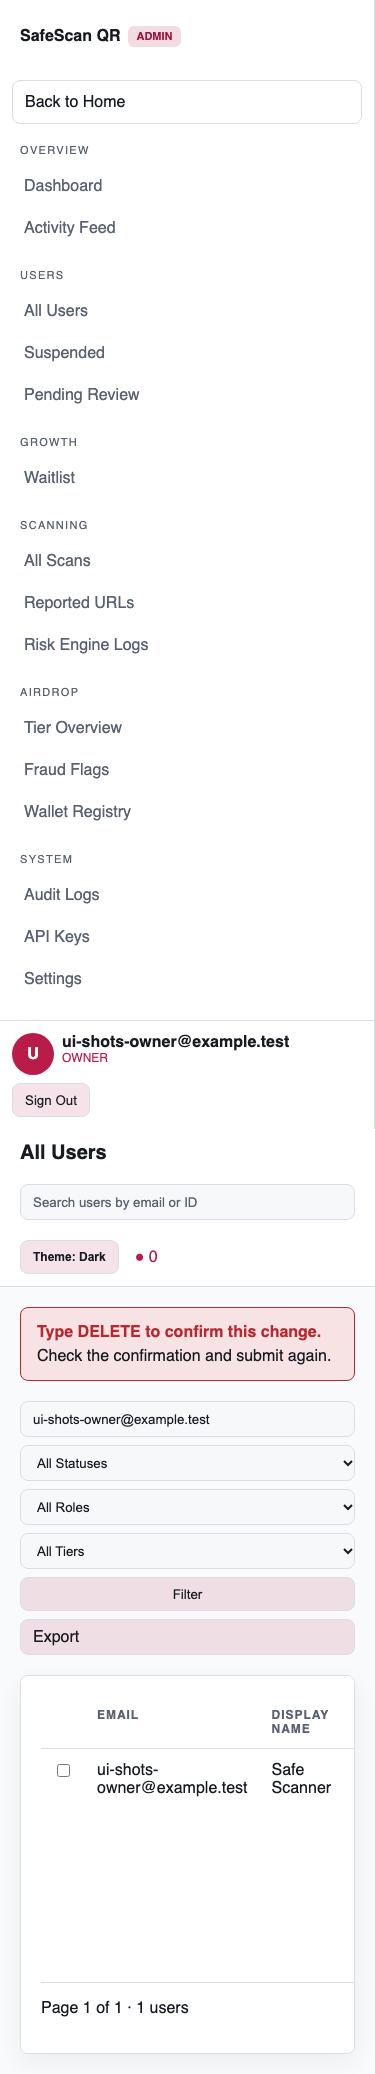 SafeScan QR ADMIN
Back to Home
OVERVIEW
Dashboard
Activity Feed
USERS
All Users
Suspended
Pending Review
GROWTH
Waitlist
SCANNING
All Scans
Reported URLs
Risk Engine Logs
AIRDROP
Tier Overview
Fraud Flags
Wallet Registry
SYSTEM
Audit Logs
API Keys
Settings
U
ui-shots-owner@example.test
OWNER
Sign Out
All Users
Search users by email or ID
Theme: Dark
0
Type DELETE to confirm this change.
Check the confirmation and submit again.
ui-shots-owner@example.test
All Statuses
All Roles
All Tiers
Filter
Export
EMAIL
DISPLAY
NAME
ui-shots-
owner@example.test
Safe
Scanner
Page 1 of 1 · 1 users